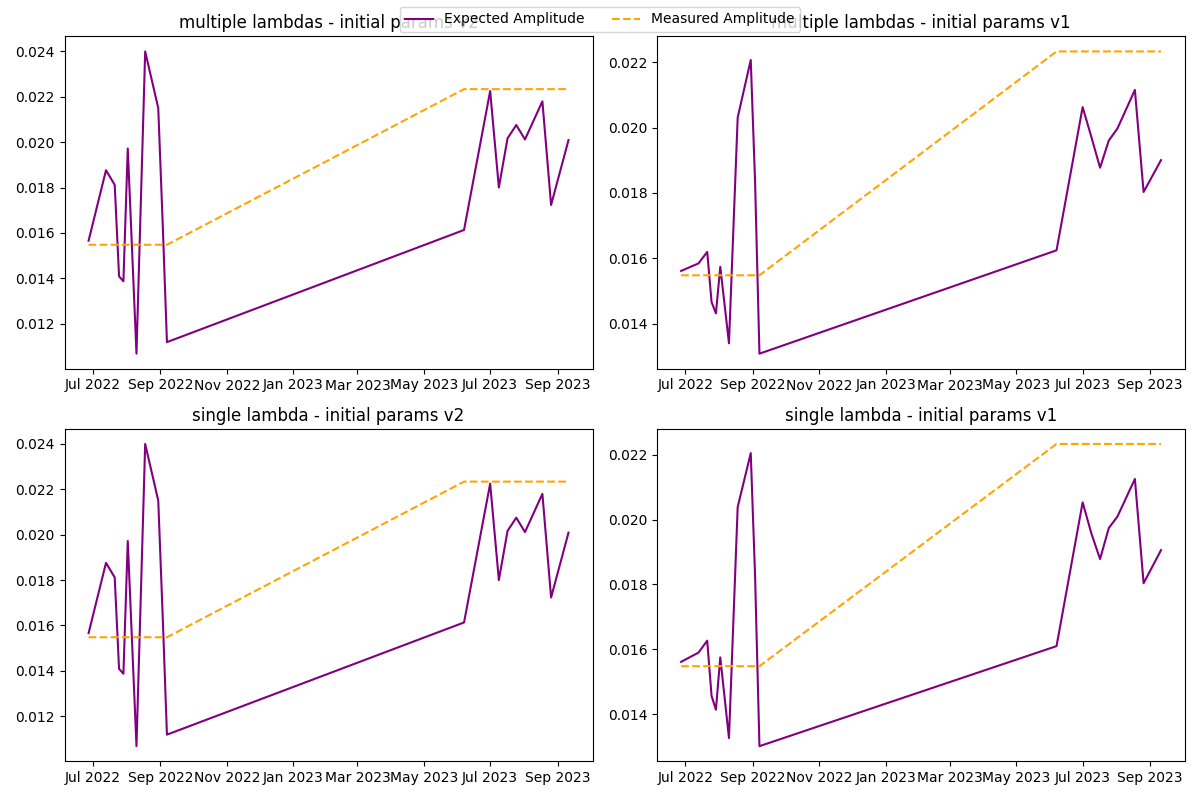 Expected Amplitude
Measured Amplitude
multiple lambdas - initial params v2
0.024
0.022
0.020
0.018
0.016
0.014
0.012
Jul 2022
Sep 2022
Nov 2022
Jan 2023
Mar 2023
May 2023
Jul 2023
Sep 2023
multiple lambdas - initial params v1
0.022
0.020
0.018
0.016
0.014
Jul 2022
Sep 2022
Nov 2022
Jan 2023
Mar 2023
May 2023
Jul 2023
Sep 2023
single lambda - initial params v2
0.024
0.022
0.020
0.018
0.016
0.014
0.012
Jul 2022
Sep 2022
Nov 2022
Jan 2023
Mar 2023
May 2023
Jul 2023
Sep 2023
single lambda - initial params v1
0.022
0.020
0.018
0.016
0.014
Jul 2022
Sep 2022
Nov 2022
Jan 2023
Mar 2023
May 2023
Jul 2023
Sep 2023